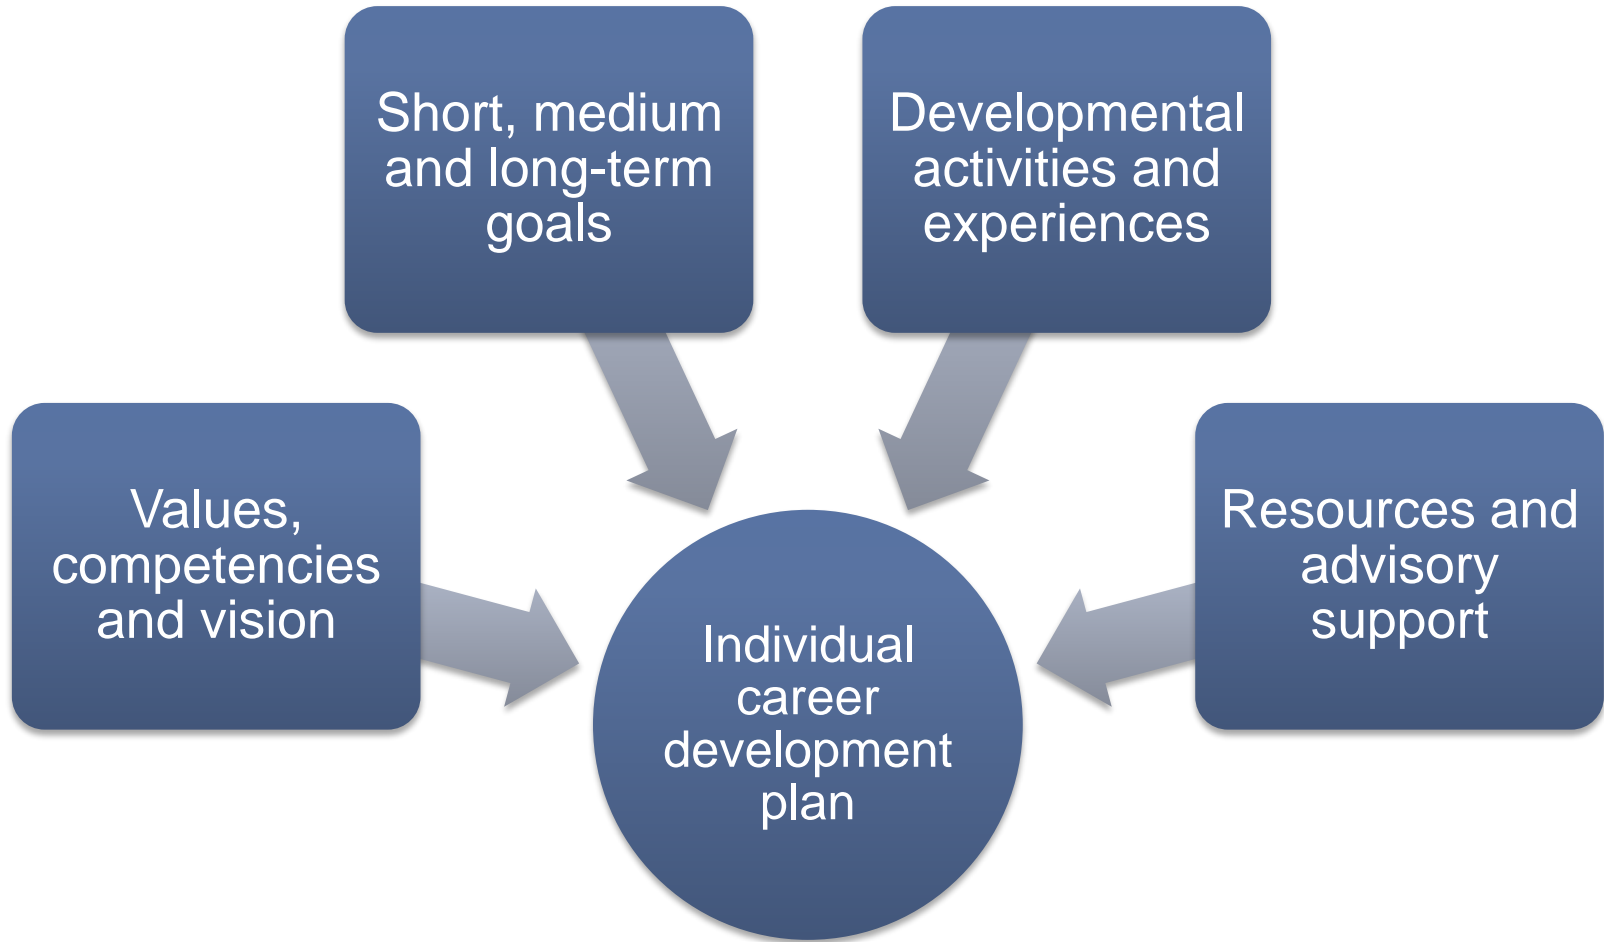 Short, medium
and long-term
goals
Developmental
activities and
experiences
Values,
competencies
and vision
Resources and
advisory
support
Individual
career
development
plan